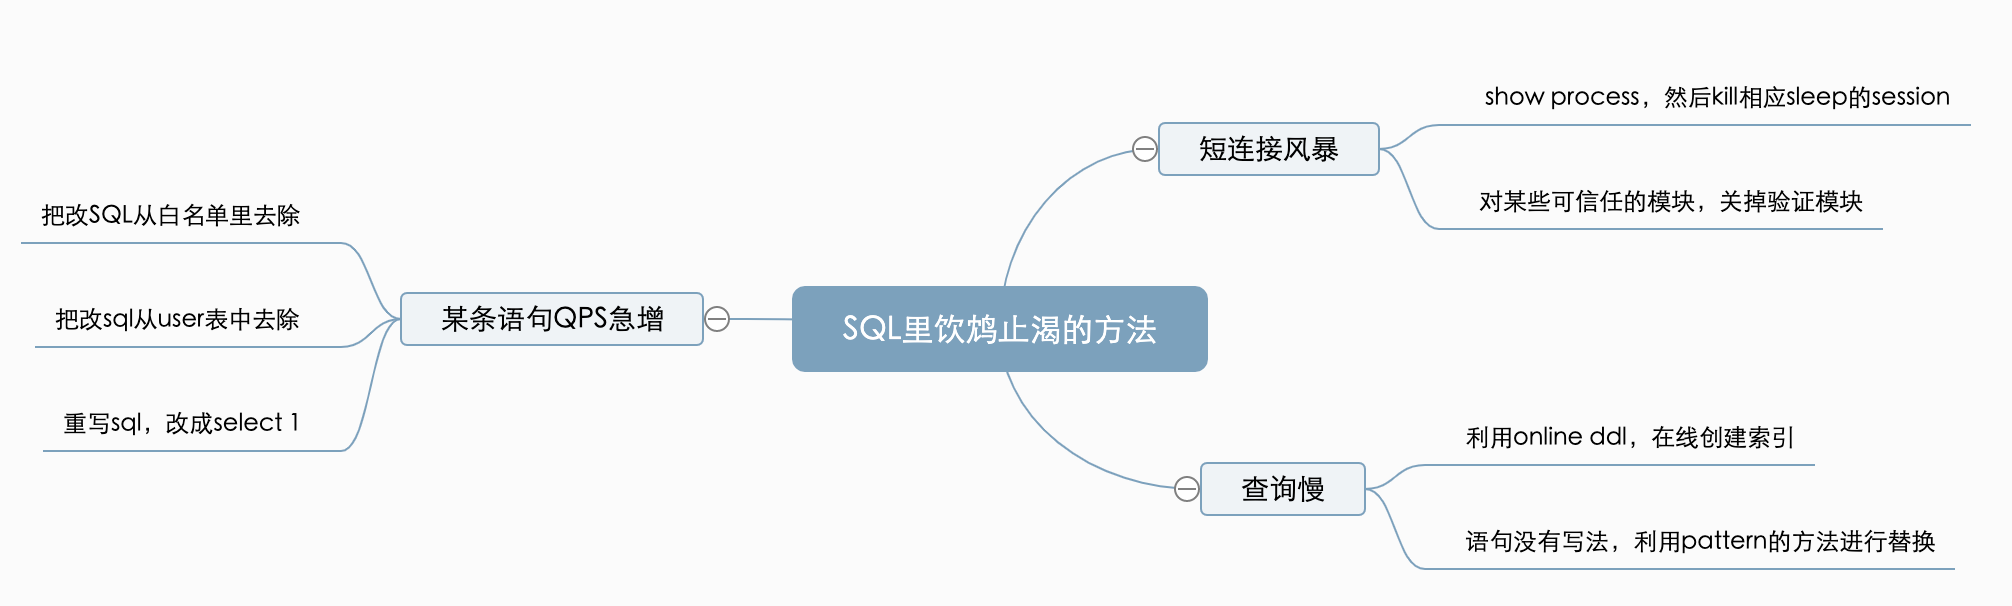 SQL里饮鸩止渴的方法
短连接风暴
show process，然后kill相应sleep的session
对某些可信任的模块，关掉验证模块
查询慢
利用online ddl，在线创建索引
语句没有写法，利用pattern的方法进行替换
某条语句QPS急增
把改SQL从白名单里去除
把改sql从user表中去除
重写sql，改成select 1